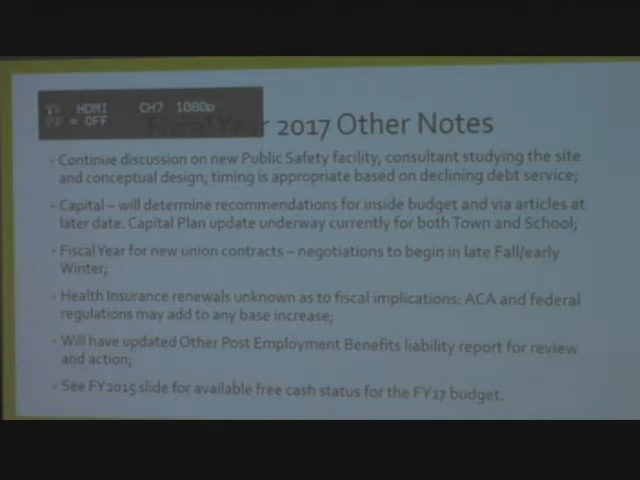 HDMI CH7 1080p
= OFF
Fiscal Year 2017 Other Notes
Continue discussion on new Public Safety facility, consultant studying the site
and conceptual design; timing is appropriate based on declining debt service;
Capital – will determine recommendations for inside budget and via articles at
later date. Capital Plan update underway currently for both Town and School;
Fiscal Year for new union contracts – negotiations to begin in late Fall/early
Winter;
Health Insurance renewals unknown as to fiscal implications: ACA and federal
regulations may add to any base increase;
Will have updated Other Post Employment Benefits liability report for review
and action;
See FY2015 slide for available free cash status for the FY17 budget.